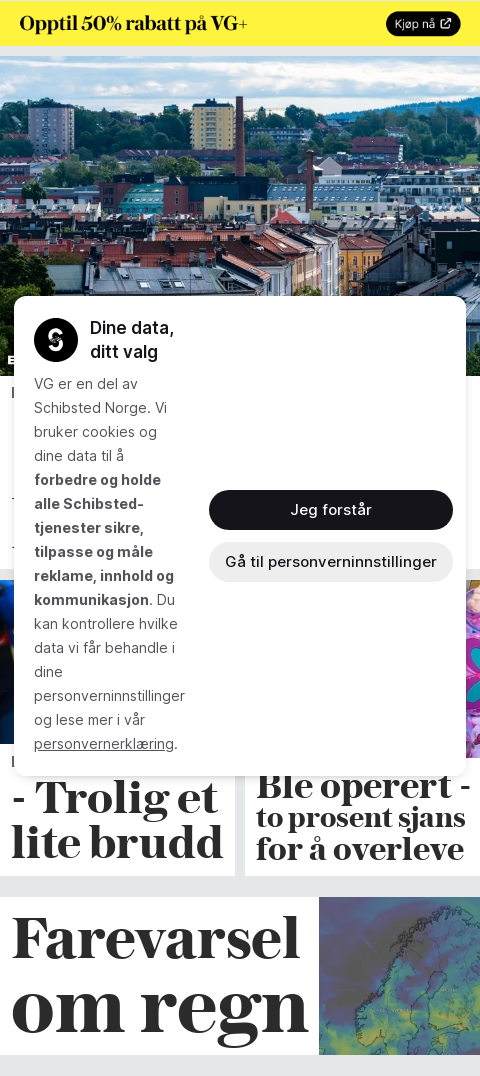 Opptil 50% rabatt på VG+
Kjøp nå
Dine data,
ditt valg
VG er en del av
Schibsted Norge. Vi
bruker cookies og
dine data til å
forbedre og holde
alle Schibsted-
tjenester sikre,
tilpasse og måle
reklame, innhold og
kommunikasjon. Du
kan kontrollere hvilke
data vi får behandle i
dine
personverninnstillinger
og lese mer i vår
personvernerklæring.
Jeg forstår
Gå til personverninnstillinger
- Trolig et
lite brudd
Ble operert -
to prosent sjans
for å overleve
Farevarsel
om regn